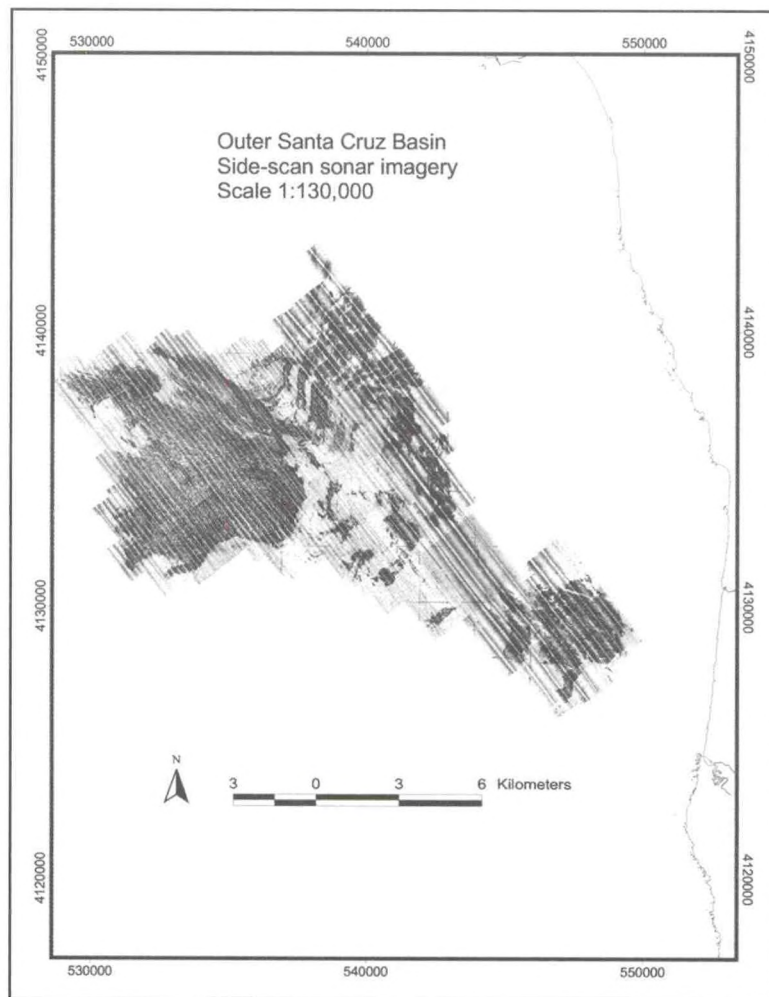 530000 540000 550000
4150000 4150000
Outer Santa Cruz Basin
Side-scan sonar imagery
Scale 1:130,000
4140000 4140000
4130000 4130000
N
3 0 3 6 Kilometers
4120000 4120000
530000 540000 550000